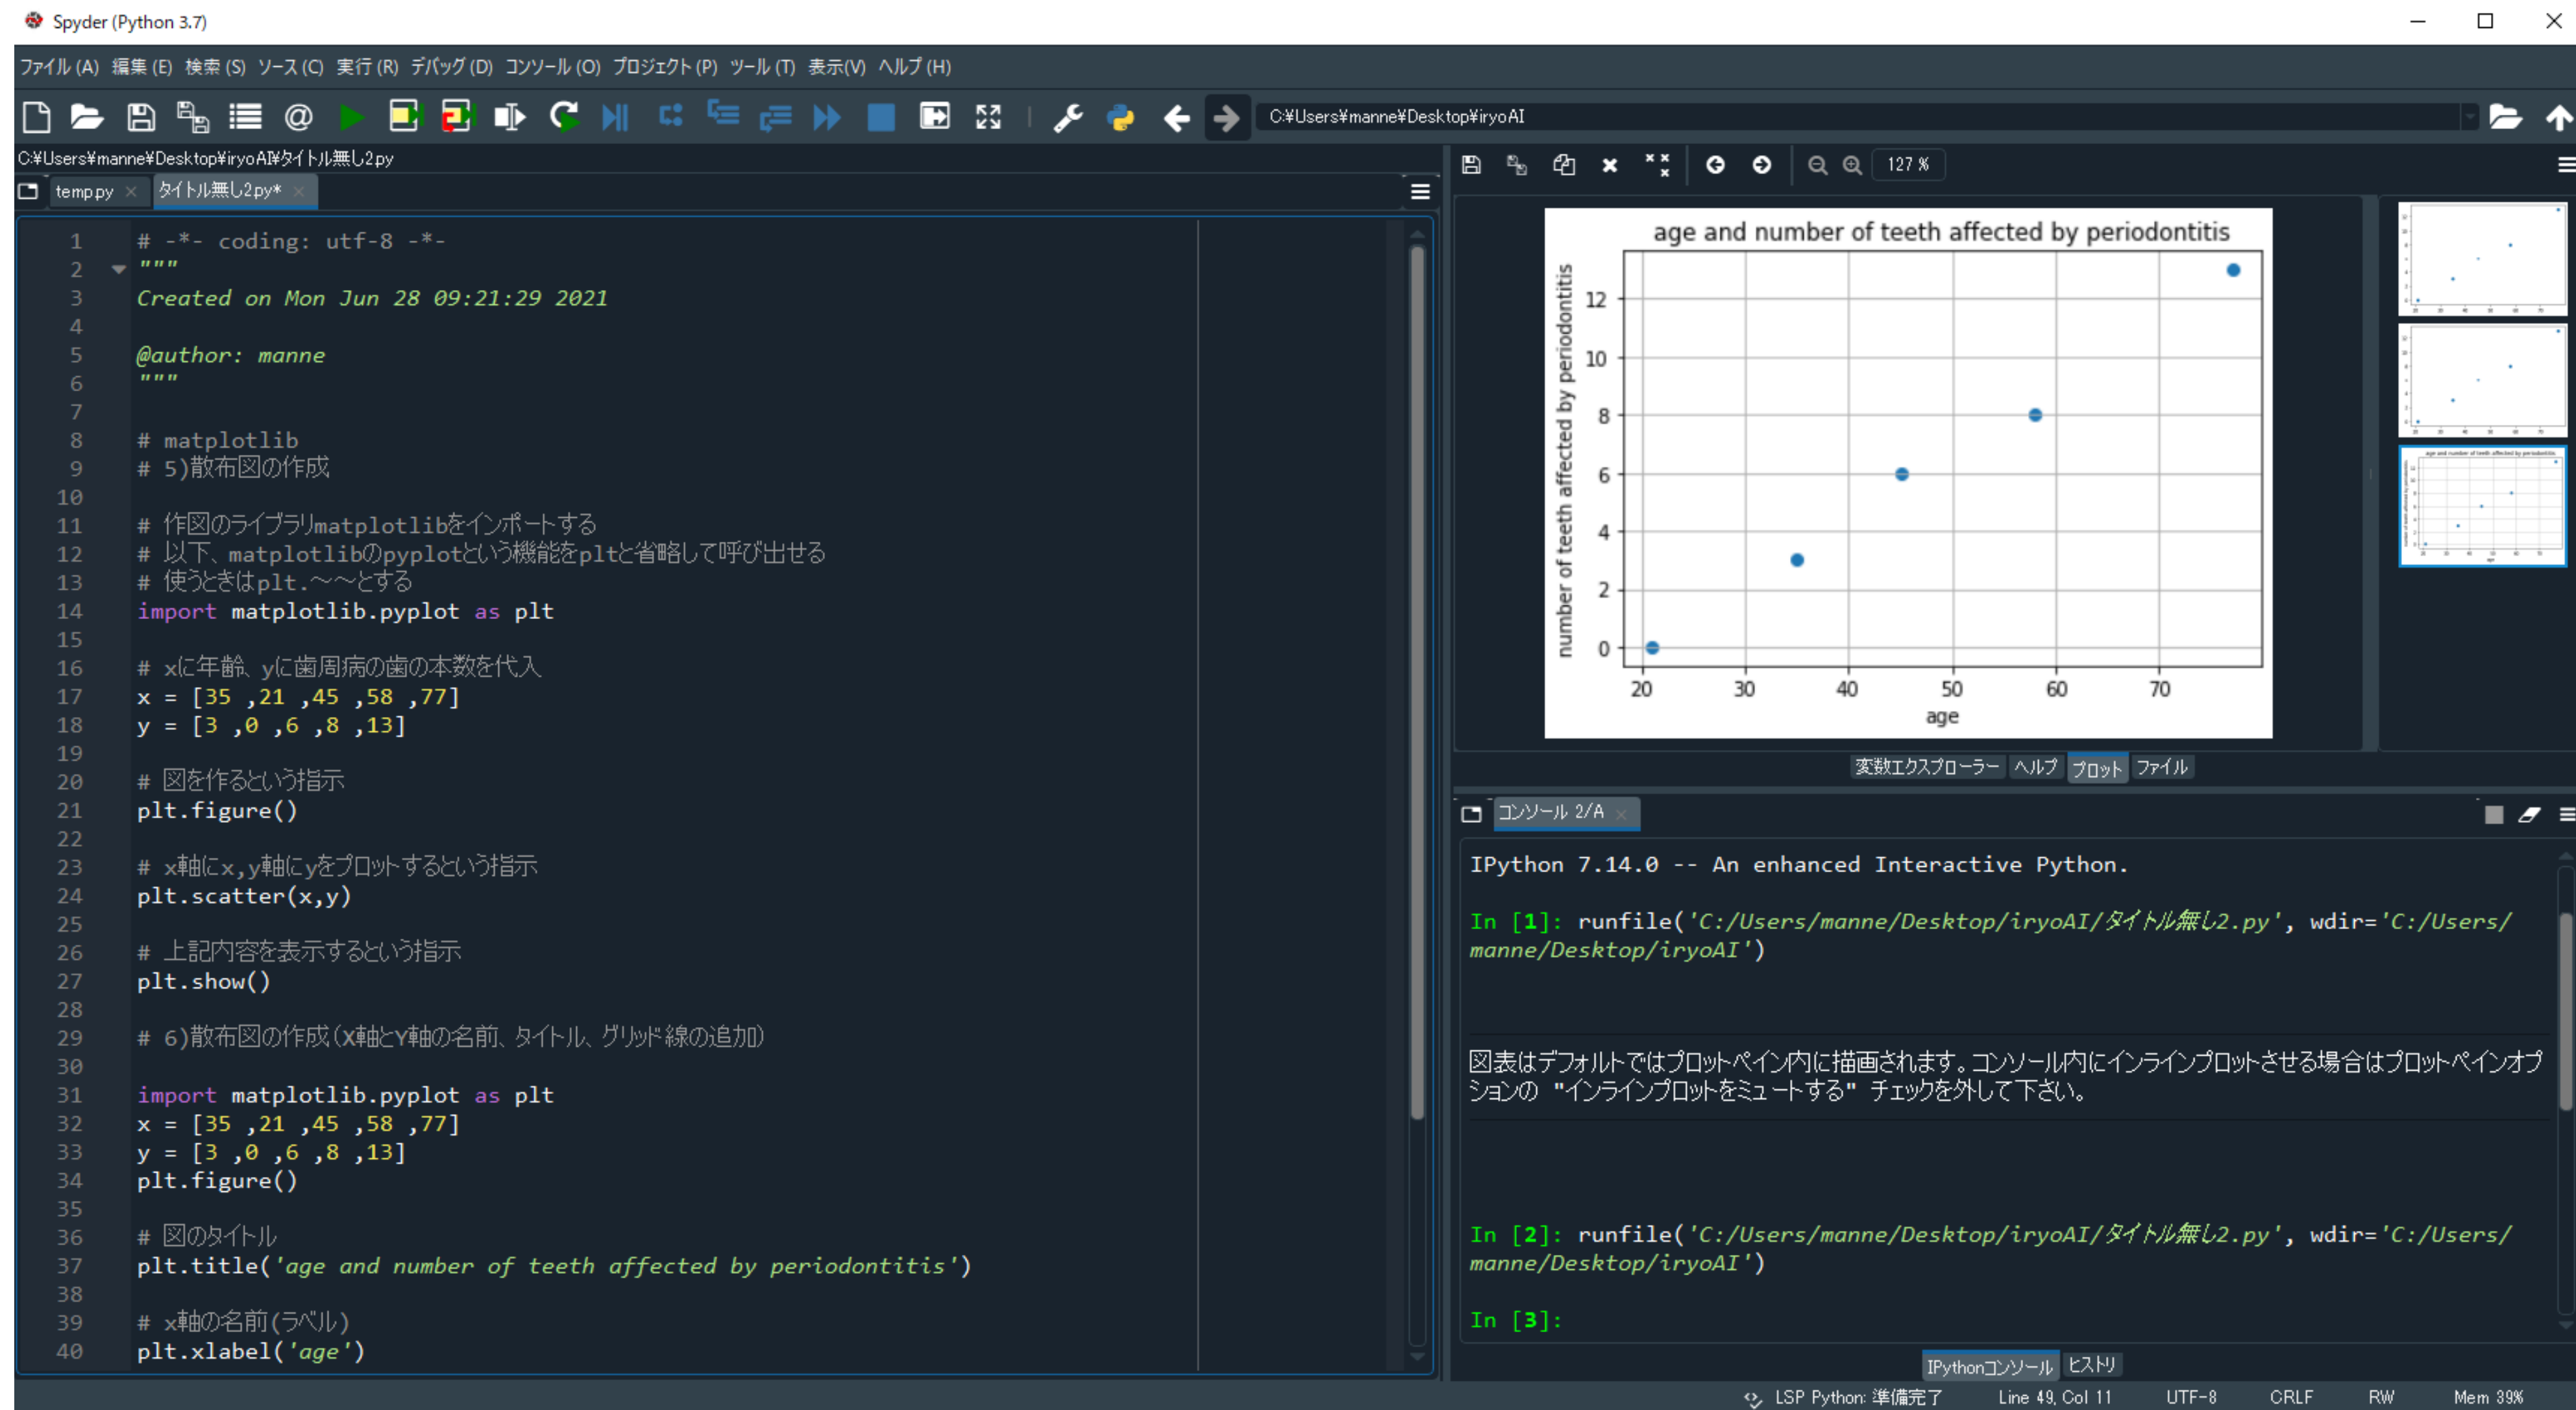 Spyder (Python 3.7)
ファイル (A) 編集 (E) 検索 (S) ソース (C) 実行 (R) デバッグ (D) コンソール (O) プロジェクト (P) ツール (T) 表示(V) ヘルプ (H)
C:¥Users¥manne¥Desktop¥iryoAI
C:¥Users¥manne¥Desktop¥iryoAI¥タイトル無し2.py
temp.py
タイトル無し2.py*
1 # -*- coding: utf-8 -*-
2 """
3 Created on Mon Jun 28 09:21:29 2021
4
5 @author: manne
6 """
7
8 # matplotlib
9 # 5)散布図の作成
10
11 # 作図のライブラリmatplotlibをインポートする
12 # 以下、matplotlibのpyplotという機能をpltと省略して呼び出せる
13 # 使うときはplt.～～とする
14 import matplotlib.pyplot as plt
15
16 # xに年齢、yに歯周病の歯の本数を代入
17 x = [35 ,21 ,45 ,58 ,77]
18 y = [3 ,0 ,6 ,8 ,13]
19
20 # 図を作るという指示
21 plt.figure()
22
23 # x軸にx,y軸にyをプロットするという指示
24 plt.scatter(x,y)
25
26 # 上記内容を表示するという指示
27 plt.show()
28
29 # 6)散布図の作成(X軸とY軸の名前、タイトル、グリッド線の追加)
30
31 import matplotlib.pyplot as plt
32 x = [35 ,21 ,45 ,58 ,77]
33 y = [3 ,0 ,6 ,8 ,13]
34 plt.figure()
35
36 # 図のタイトル
37 plt.title('age and number of teeth affected by periodontitis')
38
39 # x軸の名前(ラベル)
40 plt.xlabel('age')
127 %
age and number of teeth affected by periodontitis
number of teeth affected by periodontitis
12
10
8
6
4
2
0
20 30 40 50 60 70
age
変数エクスプローラー ヘルプ プロット ファイル
コンソール 2/A
IPython 7.14.0 -- An enhanced Interactive Python.
In [1]: runfile('C:/Users/manne/Desktop/iryoAI/タイトル無し2.py', wdir='C:/Users/
manne/Desktop/iryoAI')
図表はデフォルトではプロットペイン内に描画されます。コンソール内にインラインプロットさせる場合はプロットペインオプ
ションの "インラインプロットをミュートする" チェックを外して下さい。
In [2]: runfile('C:/Users/manne/Desktop/iryoAI/タイトル無し2.py', wdir='C:/Users/
manne/Desktop/iryoAI')
In [3]:
IPythonコンソール ヒストリ
LSP Python: 準備完了 Line 49, Col 11 UTF-8 CRLF RW Mem 39%